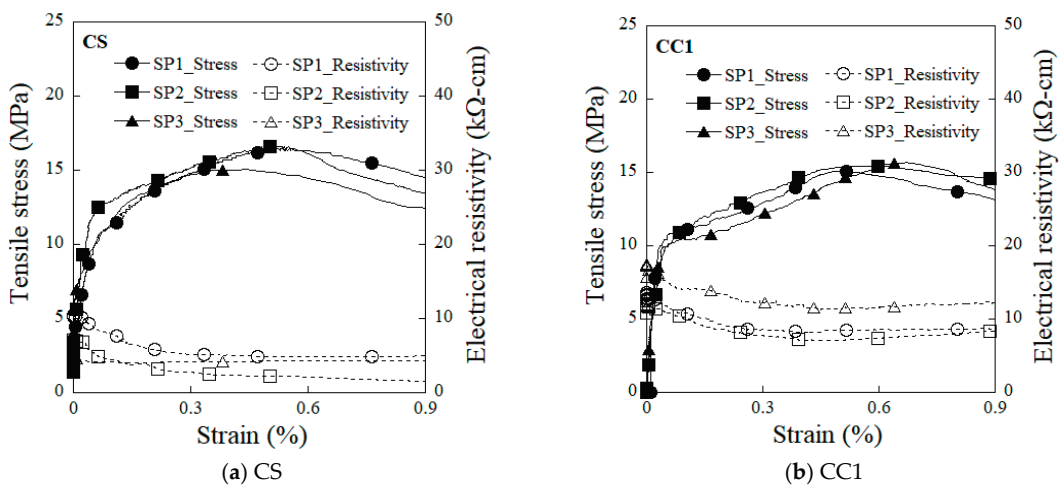 CS
SP1_Stress SP1_Resistivity
SP2_Stress SP2_Resistivity
SP3_Stress SP3_Resistivity
25
20
15
10
5
0
50
40
30
20
10
0
0 0.3 0.6 0.9
Tensile stress (MPa)
Electrical resistivity (kΩ-cm)
Strain (%)
(a) CS
CC1
SP1_Stress SP1_Resistivity
SP2_Stress SP2_Resistivity
SP3_Stress SP3_Resistivity
25
20
15
10
5
0
50
40
30
20
10
0
0 0.3 0.6 0.9
Tensile stress (MPa)
Electrical resistivity (kΩ-cm)
Strain (%)
(b) CC1